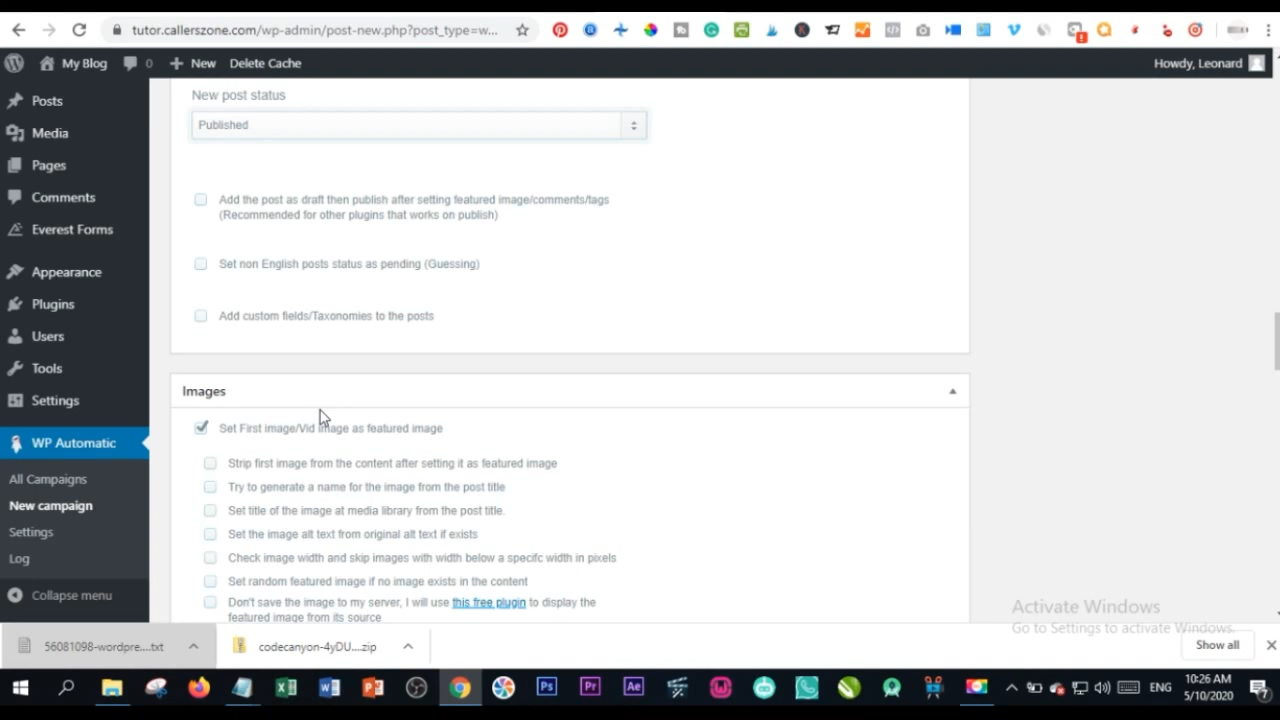 tutor.callerszone.com/wp-admin/post-new.php?post_type=w...
My Blog 0 New Delete Cache Howdy, Leonard
Posts
Media
Pages
Comments
Everest Forms
Appearance
Plugins
Users
Tools
Settings
WP Automatic
All Campaigns
New campaign
Settings
Log
Collapse menu
New post status
Published
Add the post as draft then publish after setting featured image/comments/tags
(Recommended for other plugins that works on publish)
Set non English posts status as pending (Guessing)
Add custom fields/Taxonomies to the posts
Images
Set First image/Vid image as featured image
Strip first image from the content after setting it as featured image
Try to generate a name for the image from the post title
Set title of the image at media library from the post title.
Set the image alt text from original alt text if exists
Check image width and skip images with width below a specifc width in pixels
Set random featured image if no image exists in the content
Don't save the image to my server, I will use this free plugin to display the
featured image from its source
Activate Windows
Go to Settings to activate Windows.
56081098-wordpre....txt
codecanyon-4yDU....zip
Show all
Ps Pr Ae
ENG
10:26 AM
5/10/2020